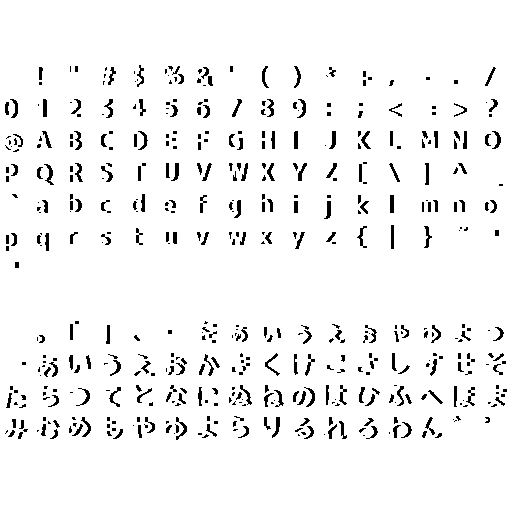 ! " # $ % & ' ( ) * + , - . /
0 1 2 3 4 5 6 7 8 9 : ; < = > ?
@ A B C D E F G H I J K L M N O
P Q R S T U V W X Y Z [ \ ] ^ _
` a b c d e f g h i j k l m n o
p q r s t u v w x y z { | } ~
。 「 」 、 ・ を ぁ ぃ ぅ ぇ ぉ ゃ ゅ ょ っ
ー あ い う え お か き く け こ さ し す せ そ
た ち つ て と な に ぬ ね の は ひ ふ へ ほ ま
み む め も や ゆ よ ら り る れ ろ わ ん ゛ ゜